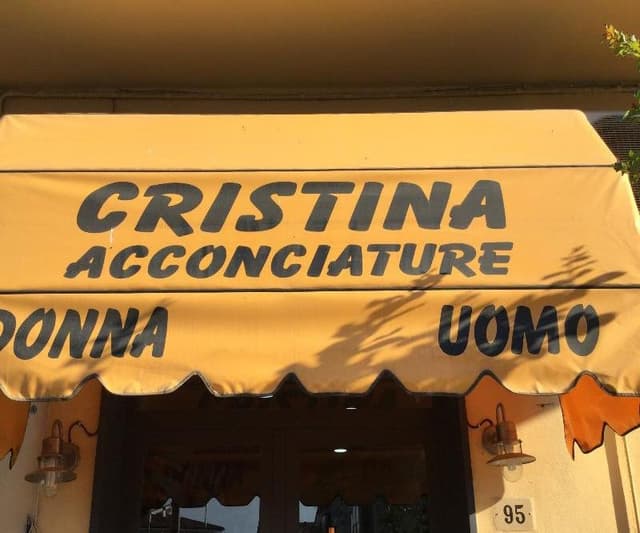 CRISTINA
ACCONCIATURE
DONNA UOMO
95